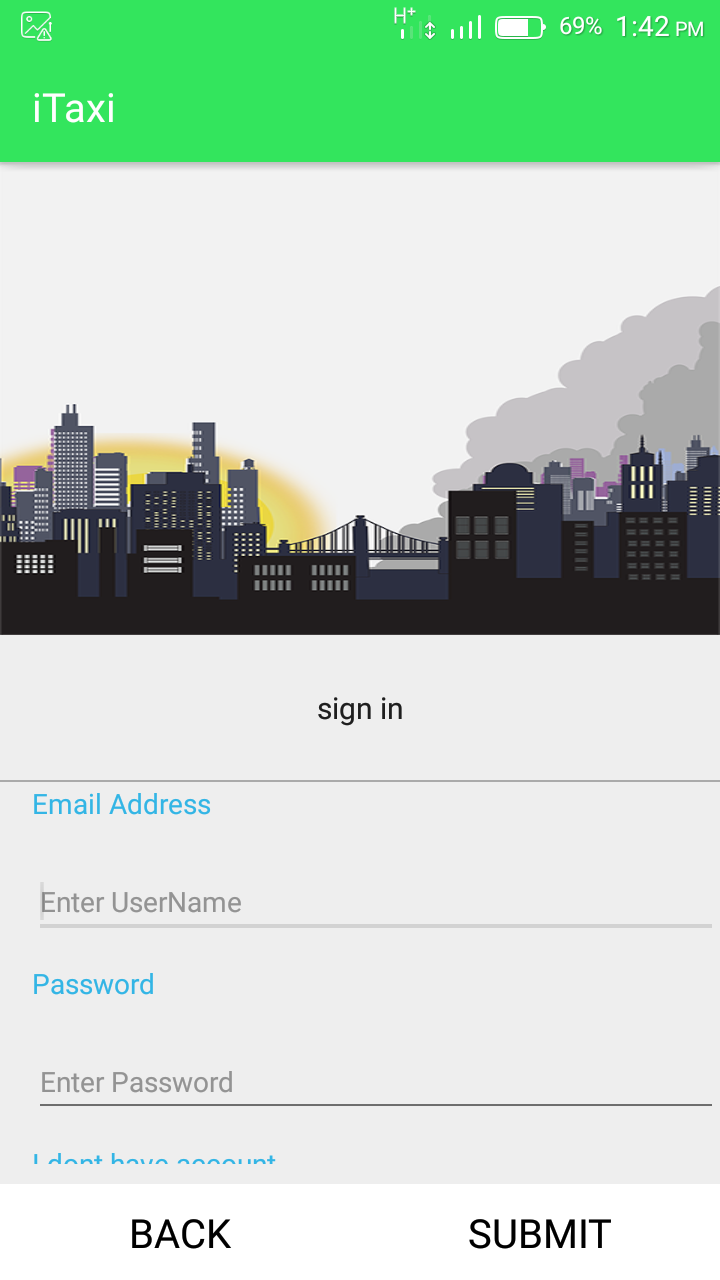 H+ 69% 1:42 PM
iTaxi
sign in
Email Address
Enter UserName
Password
Enter Password
I dont have account
BACK SUBMIT